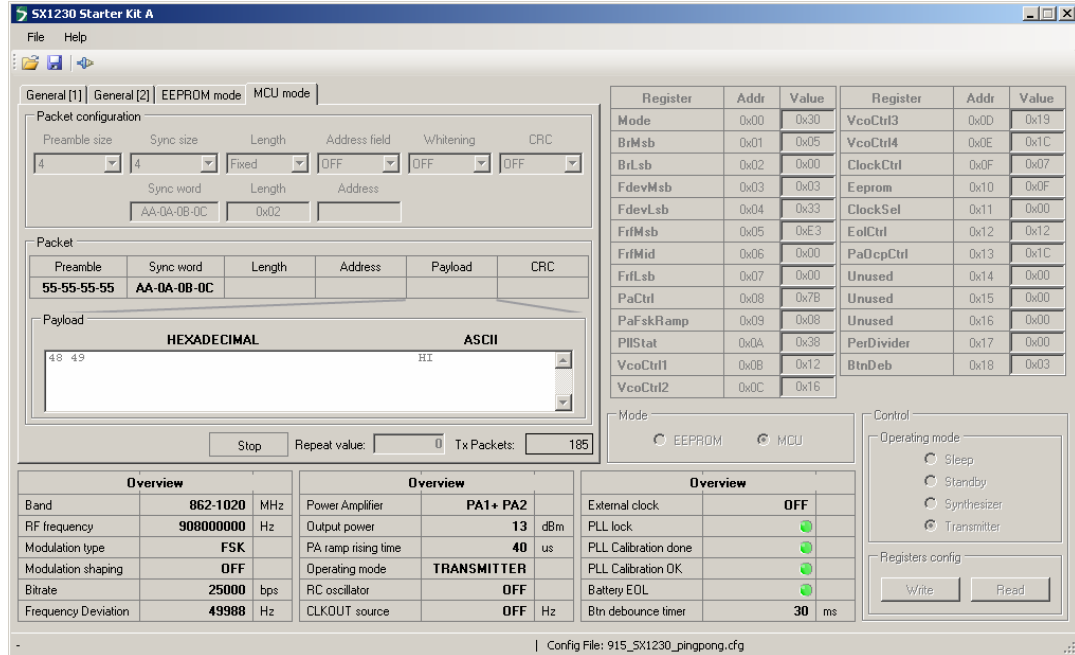 SX1230 Starter Kit A
File Help
General [1] General [2] EEPROM mode MCU mode
Packet configuration
Preamble size Sync size Length Address field Whitening CRC
4 4 Fixed OFF OFF OFF
Sync word Length Address
AA-0A-0B-0C 0x02
Packet
Preamble Sync word Length Address Payload CRC
55-55-55-55 AA-0A-0B-0C
Payload
HEXADECIMAL ASCII
48 49 HI
Stop Repeat value: 0 Tx Packets: 185
Register Addr Value Register Addr Value
Mode 0x00 0x30 VcoCtrl3 0x0D 0x19
BrMsb 0x01 0x05 VcoCtrl4 0x0E 0x1C
BrLsb 0x02 0x00 ClockCtrl 0x0F 0x07
FdevMsb 0x03 0x03 Eeprom 0x10 0x0F
FdevLsb 0x04 0x33 ClockSel 0x11 0x00
FrfMsb 0x05 0xE3 EolCtrl 0x12 0x12
FrfMid 0x06 0x00 PaOcpCtrl 0x13 0x1C
FrfLsb 0x07 0x00 Unused 0x14 0x00
PaCtrl 0x08 0x7B Unused 0x15 0x00
PaFskRamp 0x09 0x08 Unused 0x16 0x00
PllStat 0x0A 0x38 PerDivider 0x17 0x00
VcoCtrl1 0x0B 0x12 BtnDeb 0x18 0x03
VcoCtrl2 0x0C 0x16
Mode
EEPROM MCU
Control
Operating mode
Sleep
Standby
Synthesizer
Transmitter
Registers config
Write Read
Overview Overview Overview
Band 862-1020 MHz Power Amplifier PA1+ PA2 External clock OFF
RF frequency 908000000 Hz Output power 13 dBm PLL lock
Modulation type FSK PA ramp rising time 40 us PLL Calibration done
Modulation shaping OFF Operating mode TRANSMITTER PLL Calibration OK
Bitrate 25000 bps RC oscillator OFF Battery EOL
Frequency Deviation 49988 Hz CLKOUT source OFF Hz Btn debounce timer 30 ms
- | Config File: 915_SX1230_pingpong.cfg